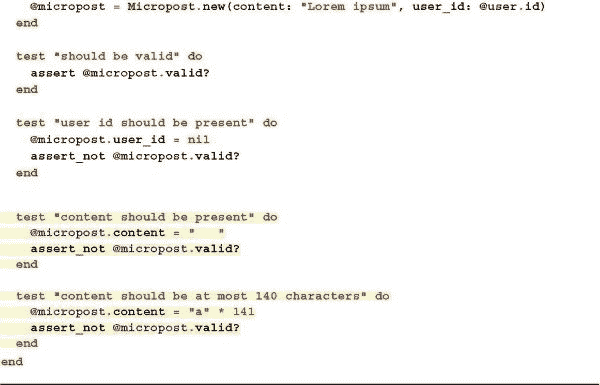 @micropost = Micropost.new(content: "Lorem ipsum", user_id: @user.id)
  end

  test "should be valid" do
    assert @micropost.valid?
  end

  test "user id should be present" do
    @micropost.user_id = nil
    assert_not @micropost.valid?
  end

  test "content should be present" do
    @micropost.content = "   "
    assert_not @micropost.valid?
  end

  test "content should be at most 140 characters" do
    @micropost.content = "a" * 141
    assert_not @micropost.valid?
  end
end